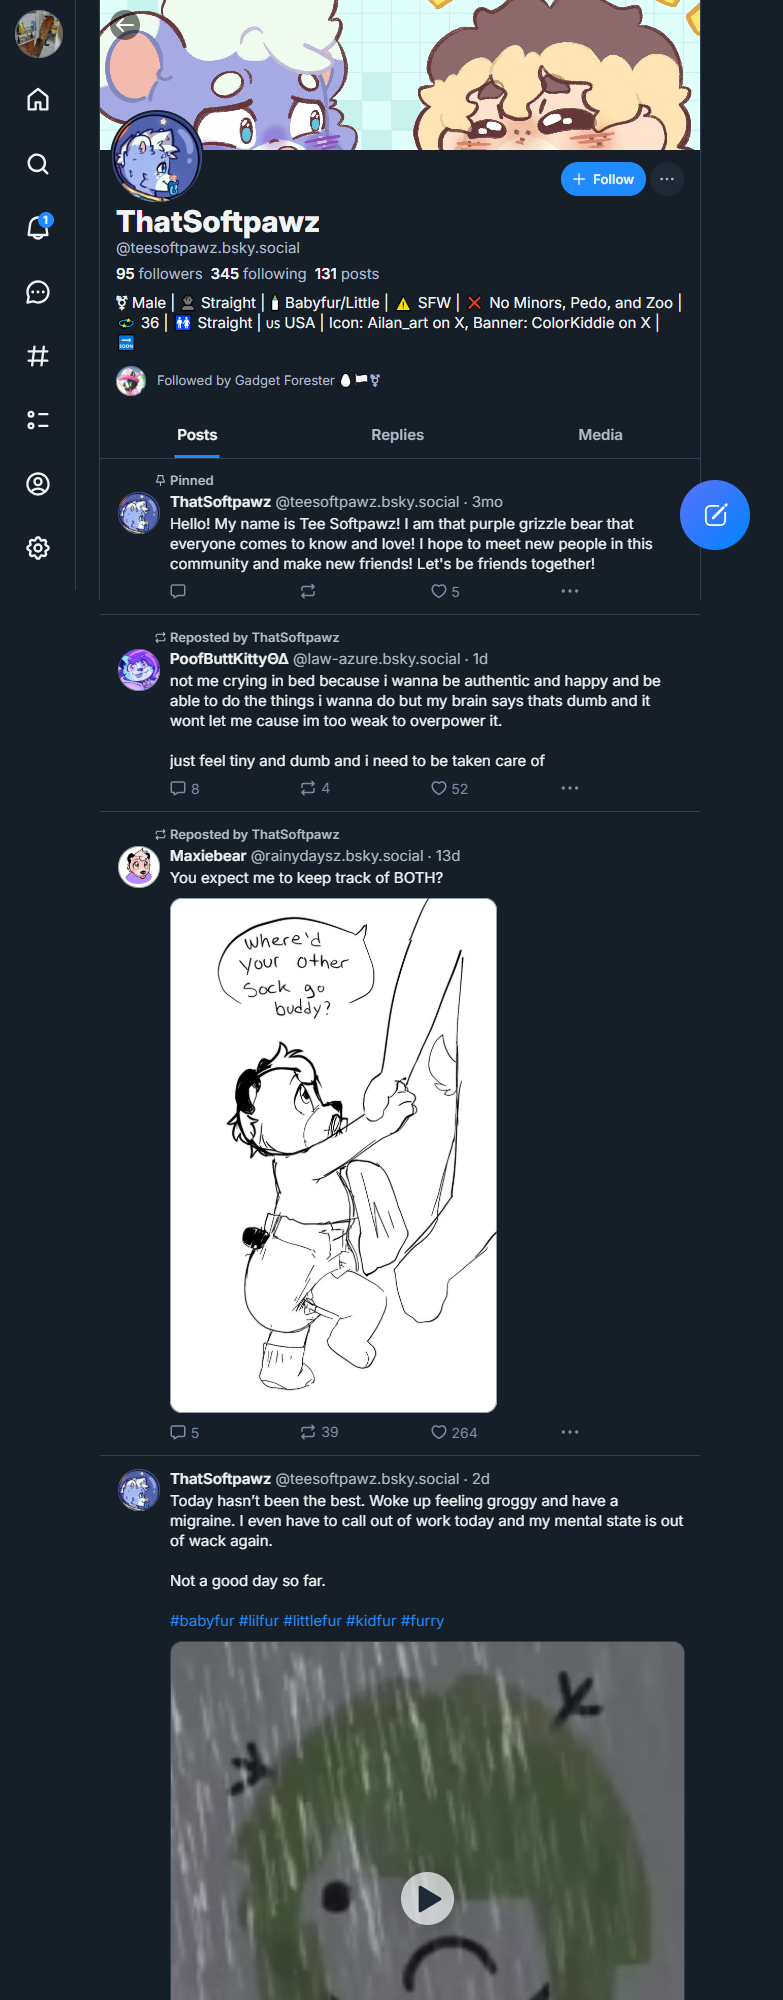 1
Follow
ThatSoftpawz
@teesoftpawz.bsky.social
95 followers 345 following 131 posts
⚧ Male | Straight | 🍼 Babyfur/Little | ⚠️ SFW | ❌ No Minors, Pedo, and Zoo |
36 | 🚻 Straight | us USA | Icon: Ailan_art on X, Banner: ColorKiddie on X |
SOON
Followed by Gadget Forester
Posts Replies Media
Pinned
ThatSoftpawz @teesoftpawz.bsky.social · 3mo
Hello! My name is Tee Softpawz! I am that purple grizzle bear that
everyone comes to know and love! I hope to meet new people in this
community and make new friends! Let's be friends together!
5
Reposted by ThatSoftpawz
PoofButtKittyΘΔ @law-azure.bsky.social · 1d
not me crying in bed because i wanna be authentic and happy and be
able to do the things i wanna do but my brain says thats dumb and it
wont let me cause im too weak to overpower it.
just feel tiny and dumb and i need to be taken care of
8 4 52
Reposted by ThatSoftpawz
Maxiebear @rainydaysz.bsky.social · 13d
You expect me to keep track of BOTH?
Where'd
your other
Sock go
buddy?
5 39 264
ThatSoftpawz @teesoftpawz.bsky.social · 2d
Today hasn't been the best. Woke up feeling groggy and have a
migraine. I even have to call out of work today and my mental state is out
of wack again.
Not a good day so far.
#babyfur #lilfur #littlefur #kidfur #furry